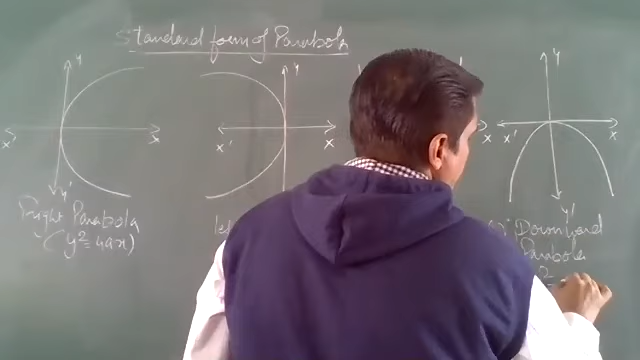 Standard form of Parabola
Y
X'
X
Y'
Right Parabola
(y²=4ax)
Y
X'
X
X
Y
X'
X
Y'
Downward
Parabola